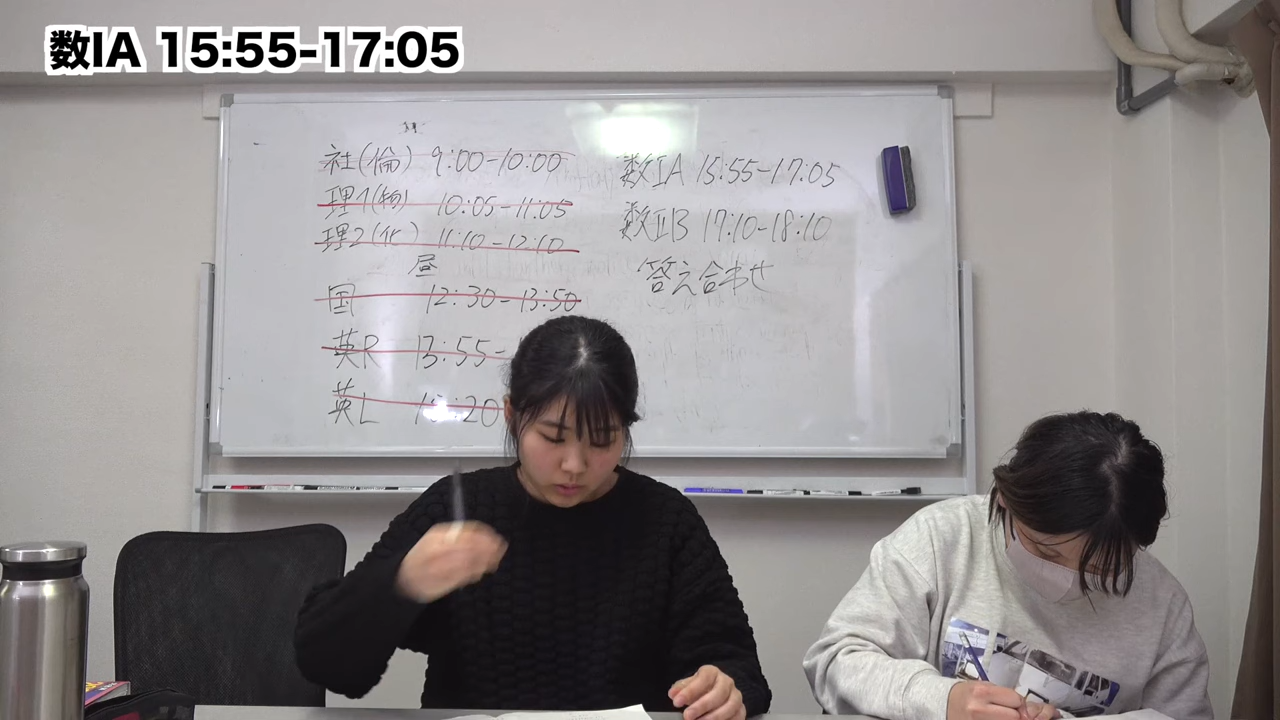 数IA 15:55-17:05
社(倫) 9:00-10:00
理1(物) 10:05-11:05
理2(化) 11:10-12:10
昼
国 12:30-13:50
英R 13:55-
英L 15:20
数IA 15:55-17:05
数ⅡB 17:10-18:10
答え合わせ